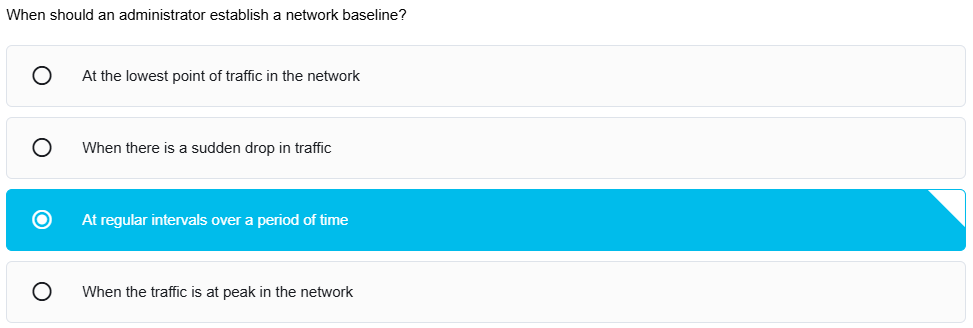 When should an administrator establish a network baseline?
At the lowest point of traffic in the network
When there is a sudden drop in traffic
At regular intervals over a period of time
When the traffic is at peak in the network